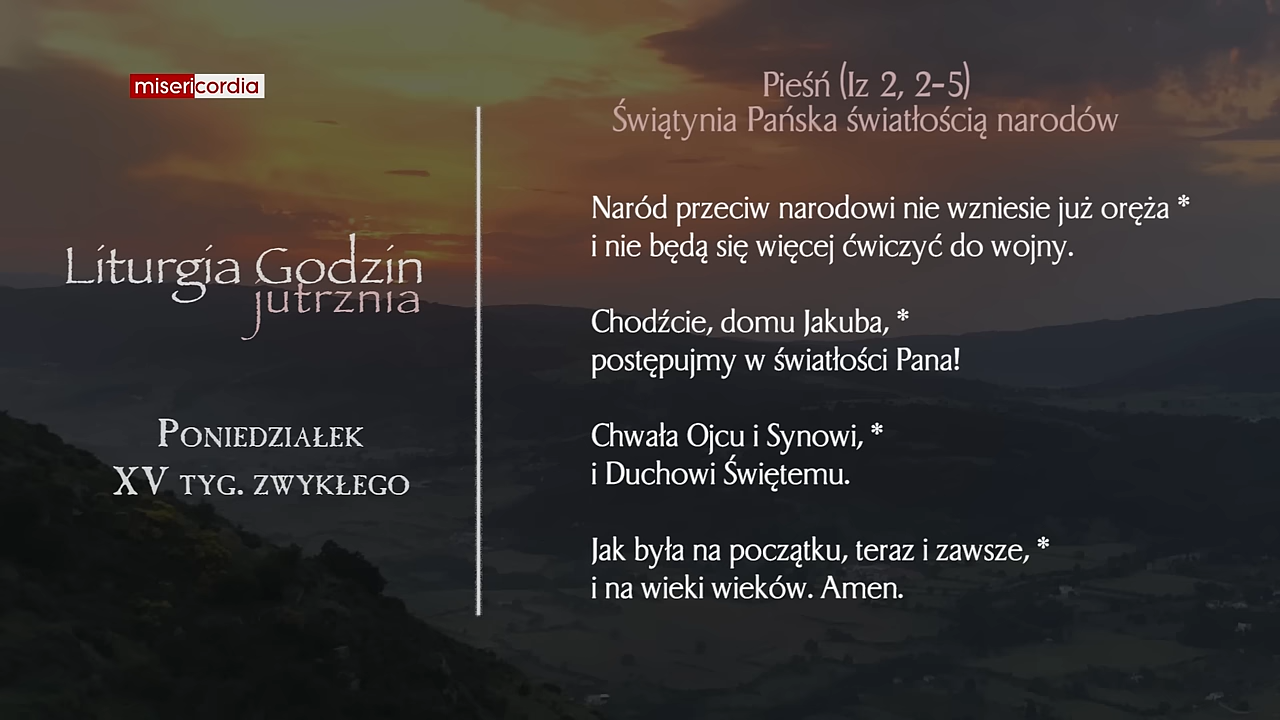 misericordia
Liturgia Godzin
jutrznia
Poniedziałek
XV tyg. zwykłego
Pieśń (Iz 2, 2-5)
Świątynia Pańska światłością narodów
Naród przeciw narodowi nie wzniesie już oręża *
i nie będą się więcej ćwiczyć do wojny.
Chodźcie, domu Jakuba, *
postępujmy w światłości Pana!
Chwała Ojcu i Synowi, *
i Duchowi Świętemu.
Jak była na początku, teraz i zawsze, *
i na wieki wieków. Amen.